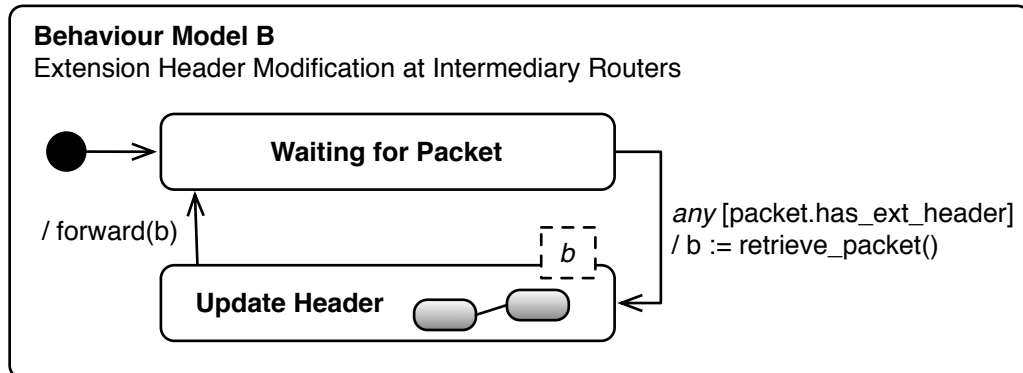 Behaviour Model B
Extension Header Modification at Intermediary Routers
Waiting for Packet
any [packet.has_ext_header]
/ b := retrieve_packet()
/ forward(b)
b
Update Header